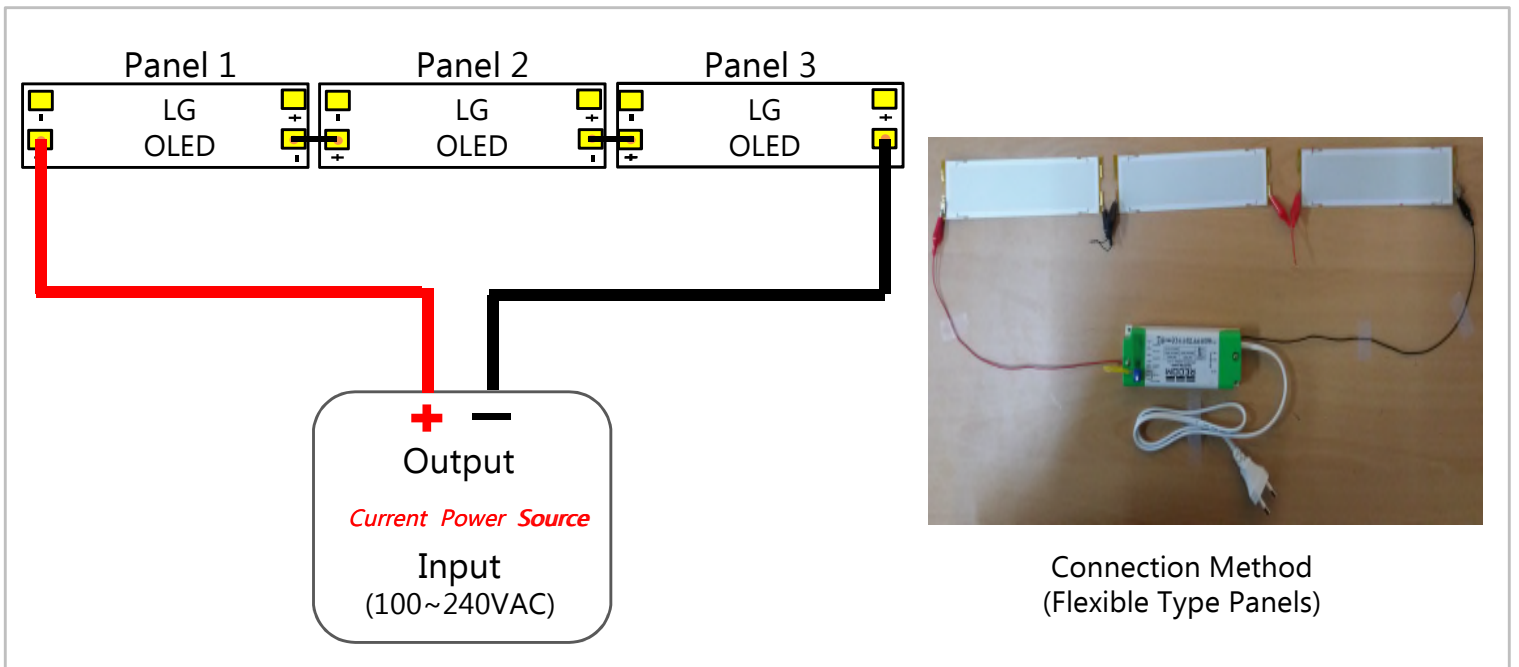 Panel 1
Panel 2
Panel 3
- + - + - +
LG
OLED
LG
OLED
LG
OLED
+ - + - +
+ —
Output
Current Power Source
Input
(100~240VAC)
RECOM
Connection Method
(Flexible Type Panels)